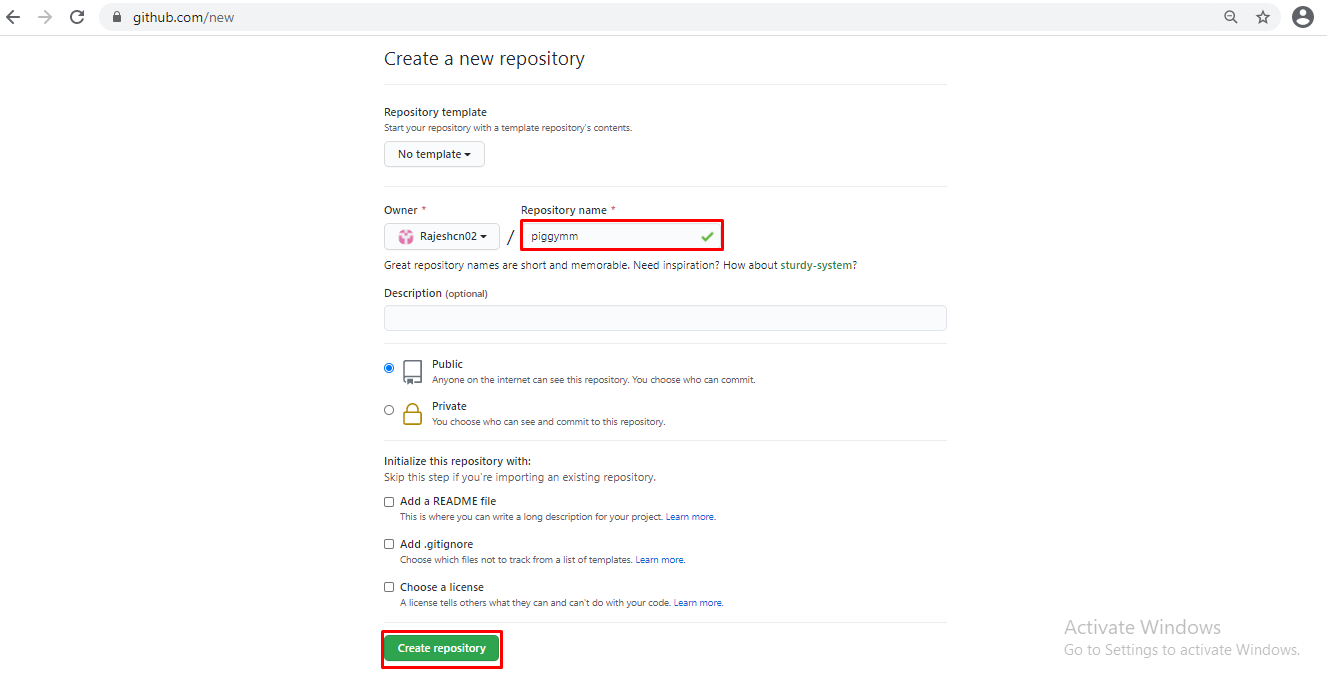 github.com/new
Create a new repository
Repository template
Start your repository with a template repository's contents.
No template
Owner * Repository name *
Rajeshcn02 / piggymm
Great repository names are short and memorable. Need inspiration? How about sturdy-system?
Description (optional)
Public
Anyone on the internet can see this repository. You choose who can commit.
Private
You choose who can see and commit to this repository.
Initialize this repository with:
Skip this step if you're importing an existing repository.
Add a README file
This is where you can write a long description for your project. Learn more.
Add .gitignore
Choose which files not to track from a list of templates. Learn more.
Choose a license
A license tells others what they can and can't do with your code. Learn more.
Create repository
Activate Windows
Go to Settings to activate Windows.